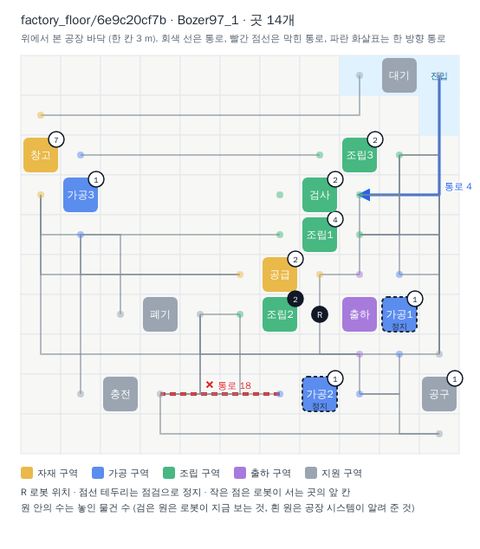 factory_floor/6e9c20cf7b · Bozer97_1 · 곳 14개
위에서 본 공장 바닥 (한 칸 3 m). 회색 선은 통로, 빨간 점선은 막힌 통로, 파란 화살표는 한 방향 통로
대기
진입
7
창고
2
조립3
1
가공3
2
검사
통로 4
4
조립1
2
공급
폐기
2
조립2
R
출하
1
가공1
정지
충전
✕ 통로 18
1
가공2
정지
1
공구
자재 구역 가공 구역 조립 구역 출하 구역 지원 구역
R 로봇 위치 · 점선 테두리는 점검으로 정지 · 작은 점은 로봇이 서는 곳의 앞 칸
원 안의 수는 놓인 물건 수 (검은 원은 로봇이 지금 보는 것, 흰 원은 공장 시스템이 알려 준 것)